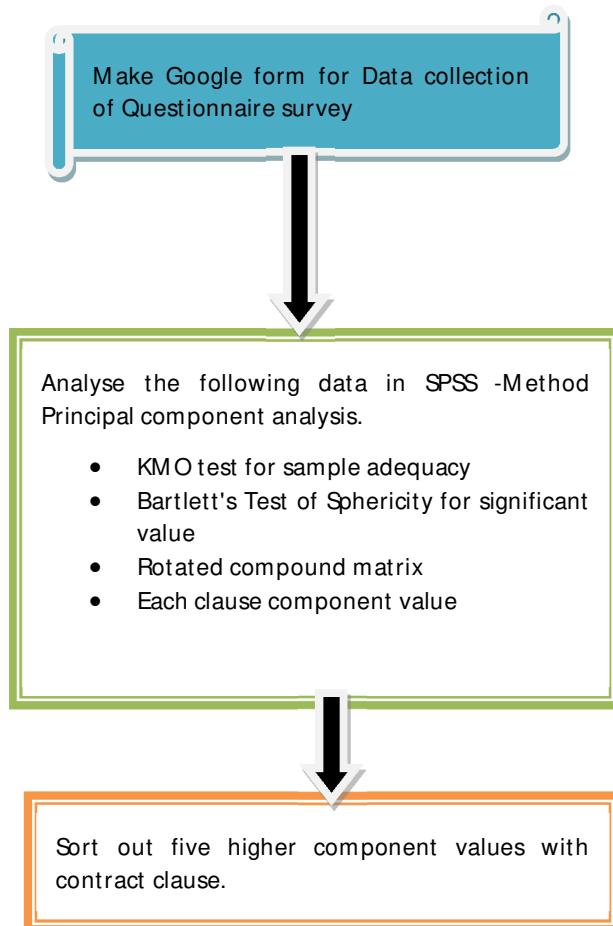 Make Google form for Data collection
of Questionnaire survey
Analyse the following data in SPSS -Method
Principal component analysis.
• KMO test for sample adequacy
• Bartlett's Test of Sphericity for significant
value
• Rotated compound matrix
• Each clause component value
Sort out five higher component values with
contract clause.